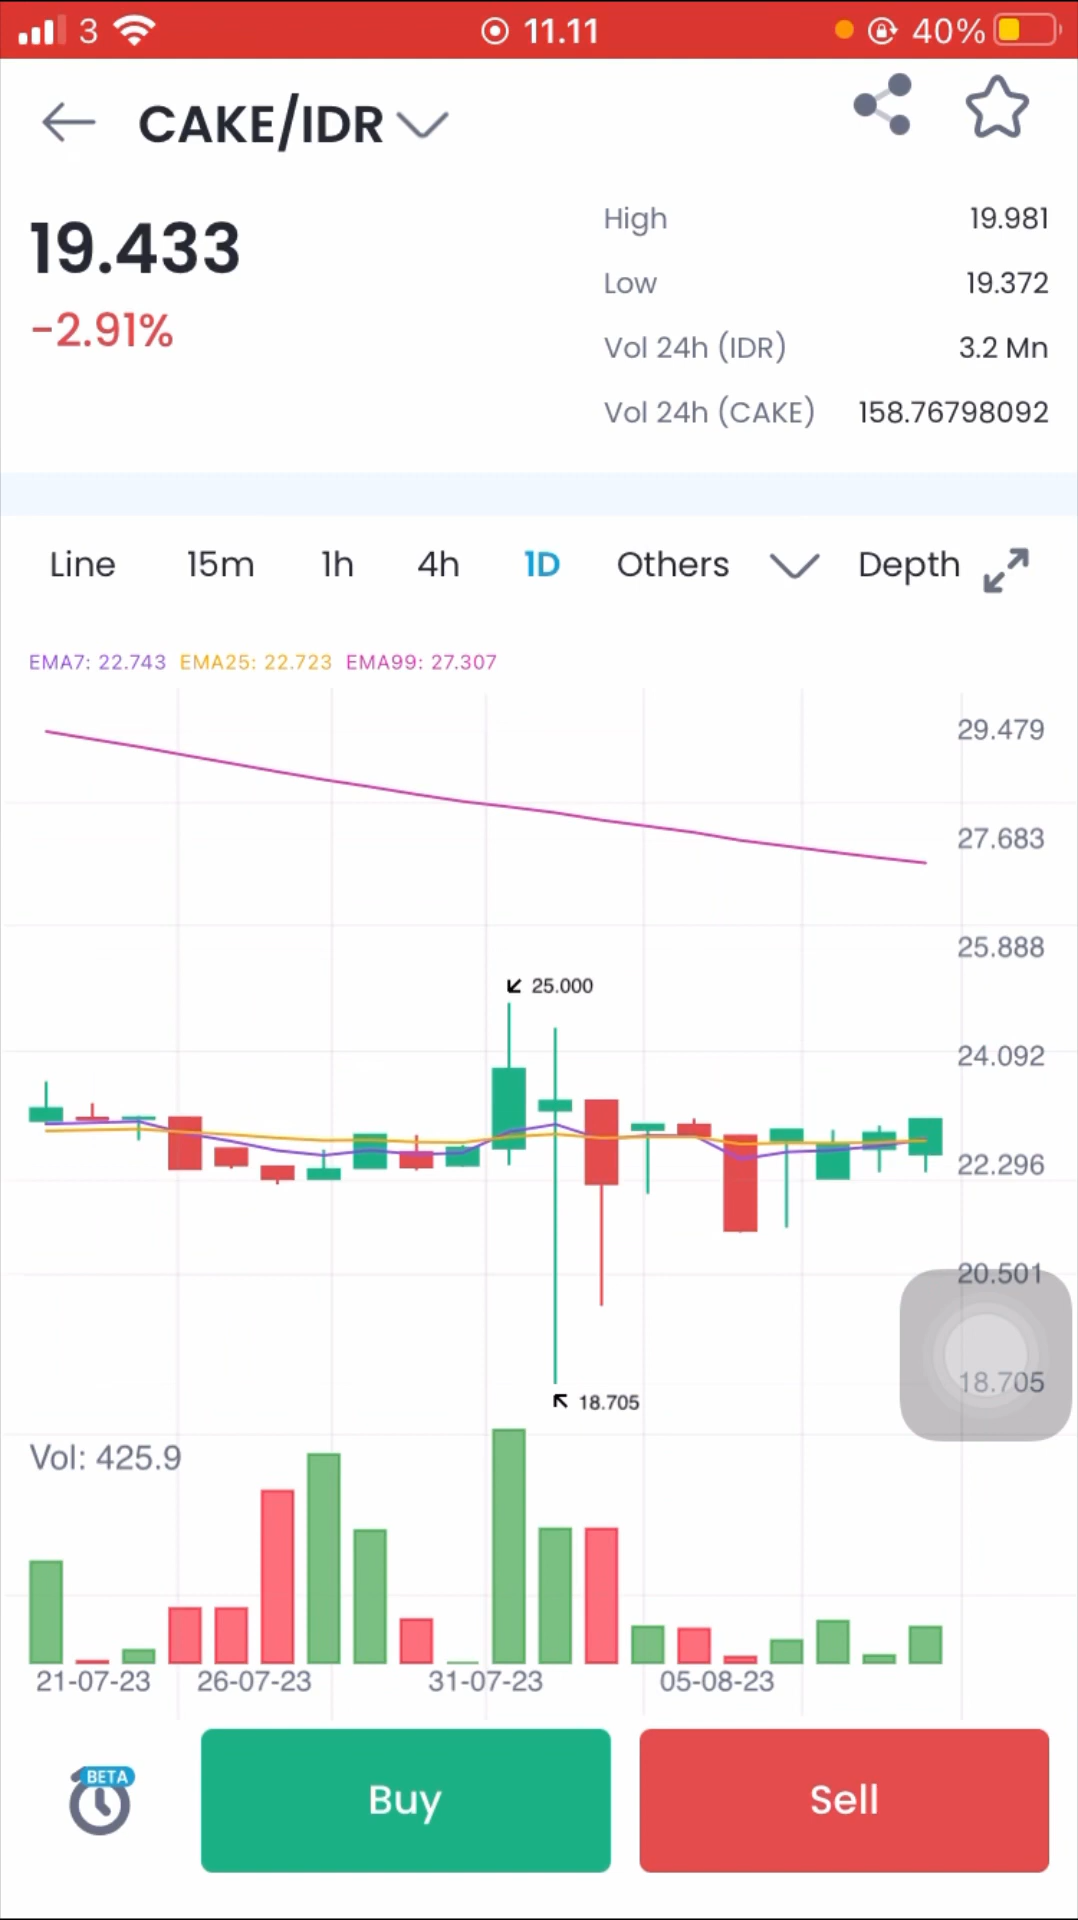 3 11.11 40%
CAKE/IDR
19.433
-2.91%
High 19.981
Low 19.372
Vol 24h (IDR) 3.2 Mn
Vol 24h (CAKE) 158.76798092
Line 15m 1h 4h 1D Others Depth
EMA7: 22.743 EMA25: 22.723 EMA99: 27.307
29.479
27.683
25.888
25.000
24.092
22.296
20.501
18.705
18.705
Vol: 425.9
21-07-23 26-07-23 31-07-23 05-08-23
BETA
Buy Sell